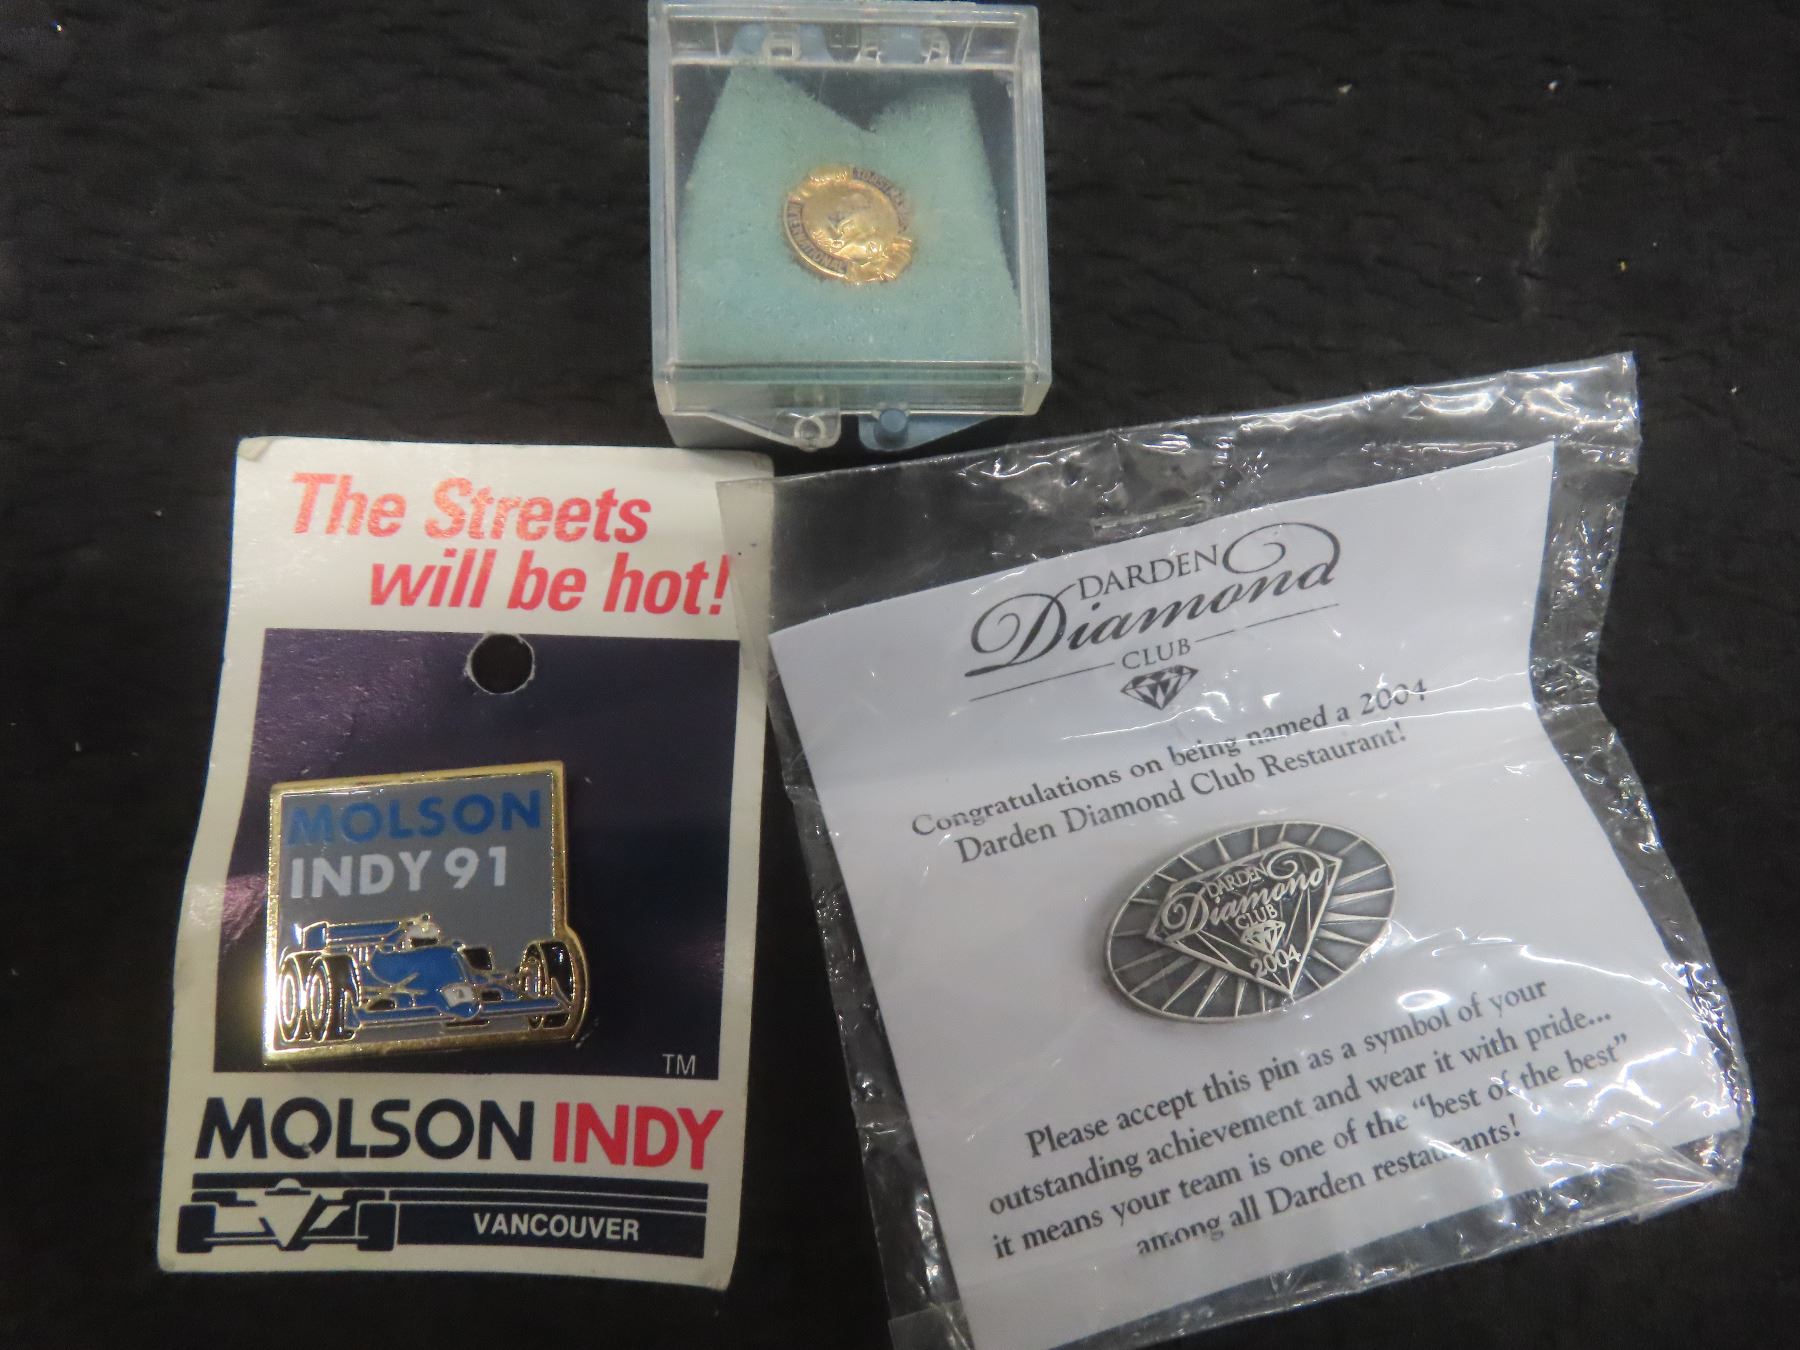 TOASTMASTERS
INTERNATIONAL
The Streets
will be hot!
MOLSON
INDY 91
TM
MOLSON INDY
VANCOUVER
DARDEN
Diamond
CLUB
Congratulations on being named a 2004
Darden Diamond Club Restaurant!
DARDEN
Diamond
CLUB
2004
Please accept this pin as a symbol of your
outstanding achievement and wear it with pride...
it means your team is one of the “best of the best”
among all Darden restaurants!